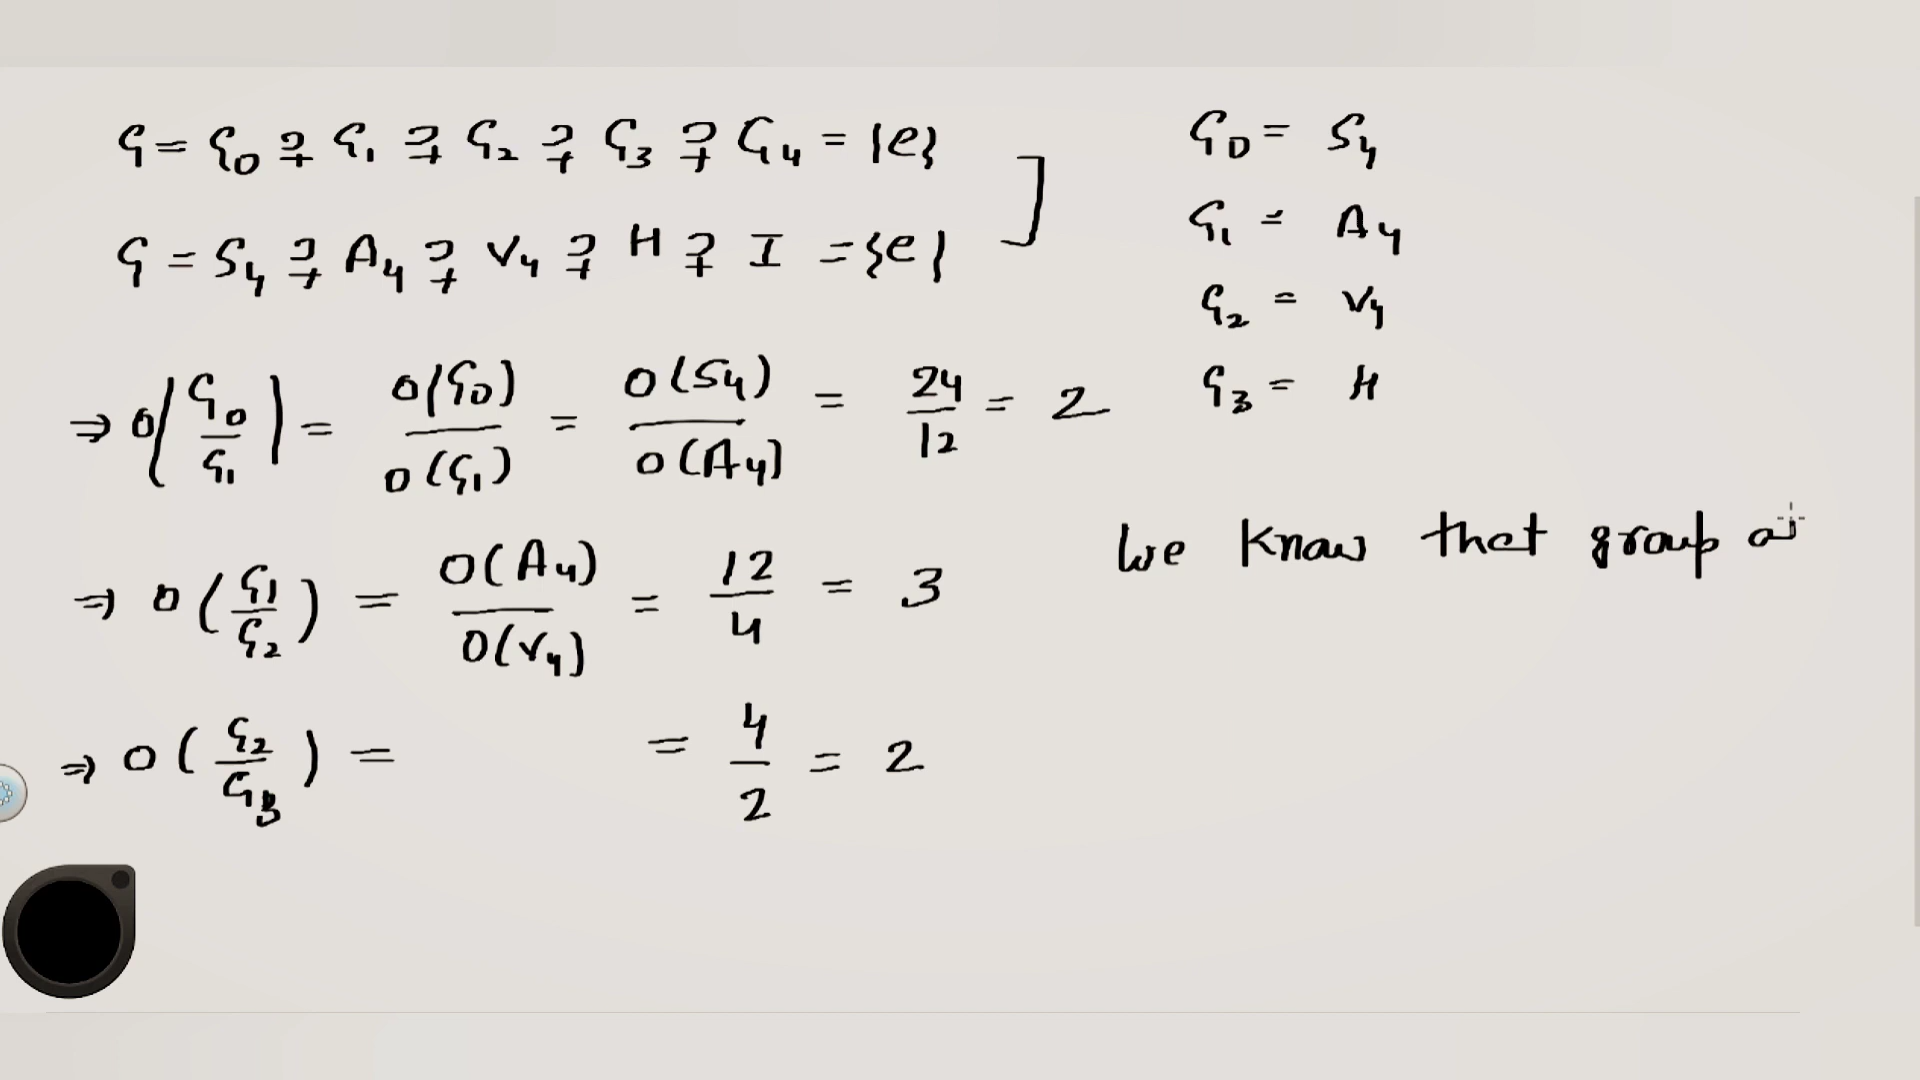 G = G₀ ⊋ G₁ ⊋ G₂ ⊋ G₃ ⊋ G₄ = {e}
G = S₄ ⊋ A₄ ⊋ V₄ ⊋ H ⊋ I = {e}
G₀ = S₄
G₁ = A₄
G₂ = V₄
G₃ = H
⇒ O(G₀/G₁) = O(G₀)/O(G₁) = O(S₄)/O(A₄) = 24/12 = 2
⇒ O(G₁/G₂) = O(A₄)/O(V₄) = 12/4 = 3
⇒ O(G₂/G₃) = = 4/2 = 2
We know that group